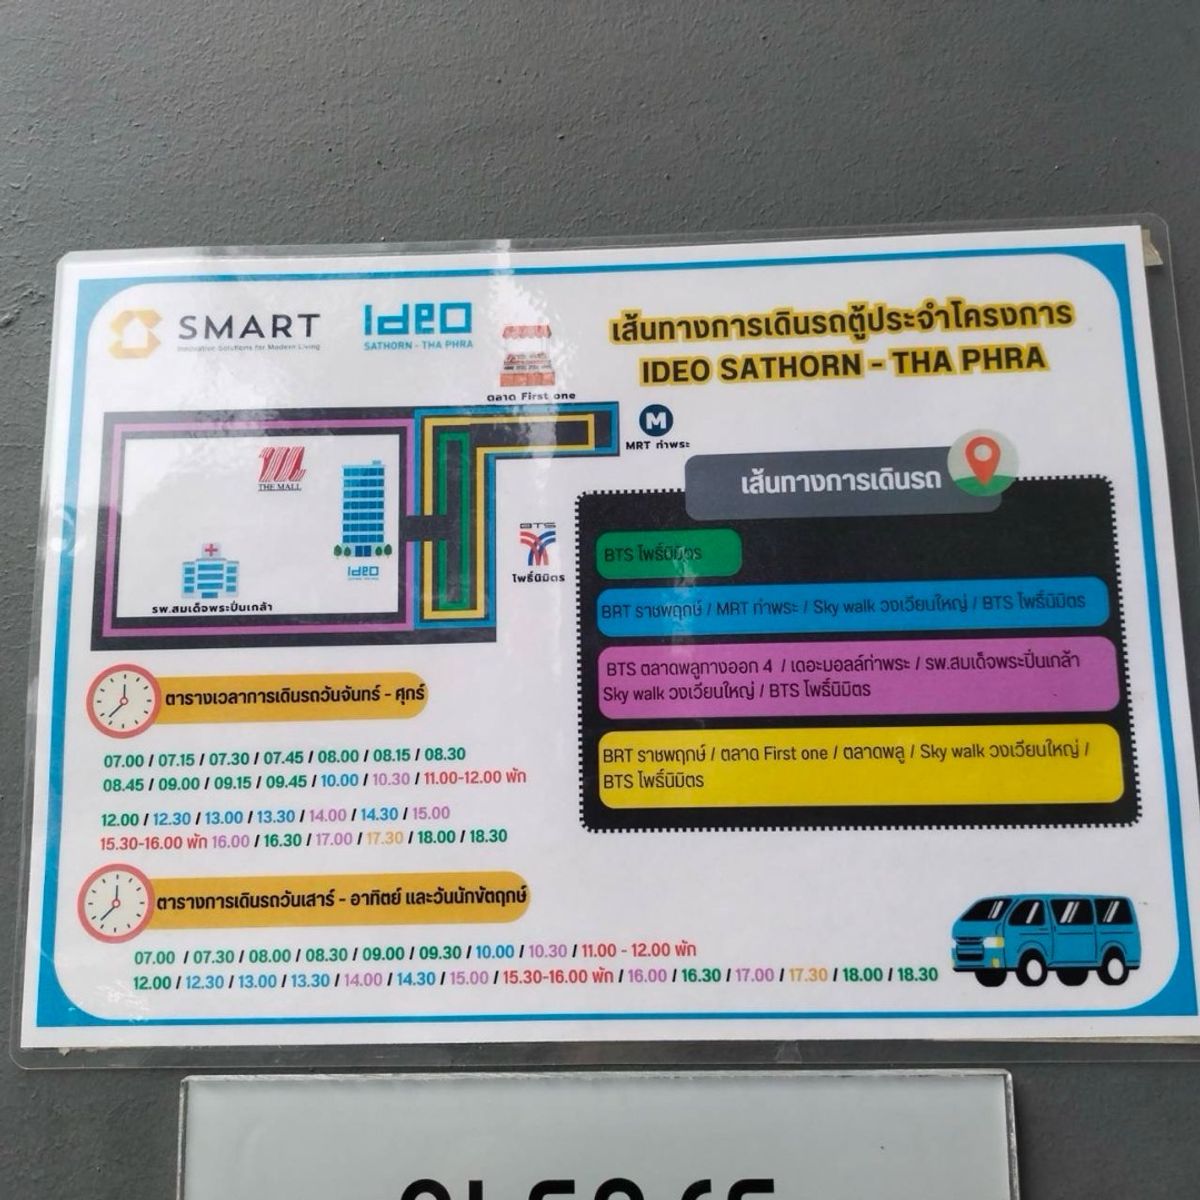 SMART
Innovative Solutions for Modern Living
ideo
SATHORN - THA PHRA
เส้นทางการเดินรถตู้ประจำโครงการ
IDEO SATHORN - THA PHRA
ตลาด First one
M
MRT ท่าพระ
THE MALL
ideo
รพ.สมเด็จพระปิ่นเกล้า
BTS
โพธิ์นิมิตร
เส้นทางการเดินรถ
BTS โพธิ์นิมิตร
BRT ราชพฤกษ์ / MRT ท่าพระ / Sky walk วงเวียนใหญ่ / BTS โพธิ์นิมิตร
BTS ตลาดพลูทางออก 4 / เดอะมอลล์ท่าพระ / รพ.สมเด็จพระปิ่นเกล้า
Sky walk วงเวียนใหญ่ / BTS โพธิ์นิมิตร
BRT ราชพฤกษ์ / ตลาด First one / ตลาดพลู / Sky walk วงเวียนใหญ่ /
BTS โพธิ์นิมิตร
ตารางเวลาการเดินรถวันจันทร์ - ศุกร์
07.00 / 07.15 / 07.30 / 07.45 / 08.00 / 08.15 / 08.30
08.45 / 09.00 / 09.15 / 09.45 / 10.00 / 10.30 / 11.00-12.00 พัก
12.00 / 12.30 / 13.00 / 13.30 / 14.00 / 14.30 / 15.00
15.30-16.00 พัก 16.00 / 16.30 / 17.00 / 17.30 / 18.00 / 18.30
ตารางการเดินรถวันเสาร์ - อาทิตย์ และวันนักขัตฤกษ์
07.00 / 07.30 / 08.00 / 08.30 / 09.00 / 09.30 / 10.00 / 10.30 / 11.00 - 12.00 พัก
12.00 / 12.30 / 13.00 / 13.30 / 14.00 / 14.30 / 15.00 / 15.30-16.00 พัก / 16.00 / 16.30 / 17.00 / 17.30 / 18.00 / 18.30